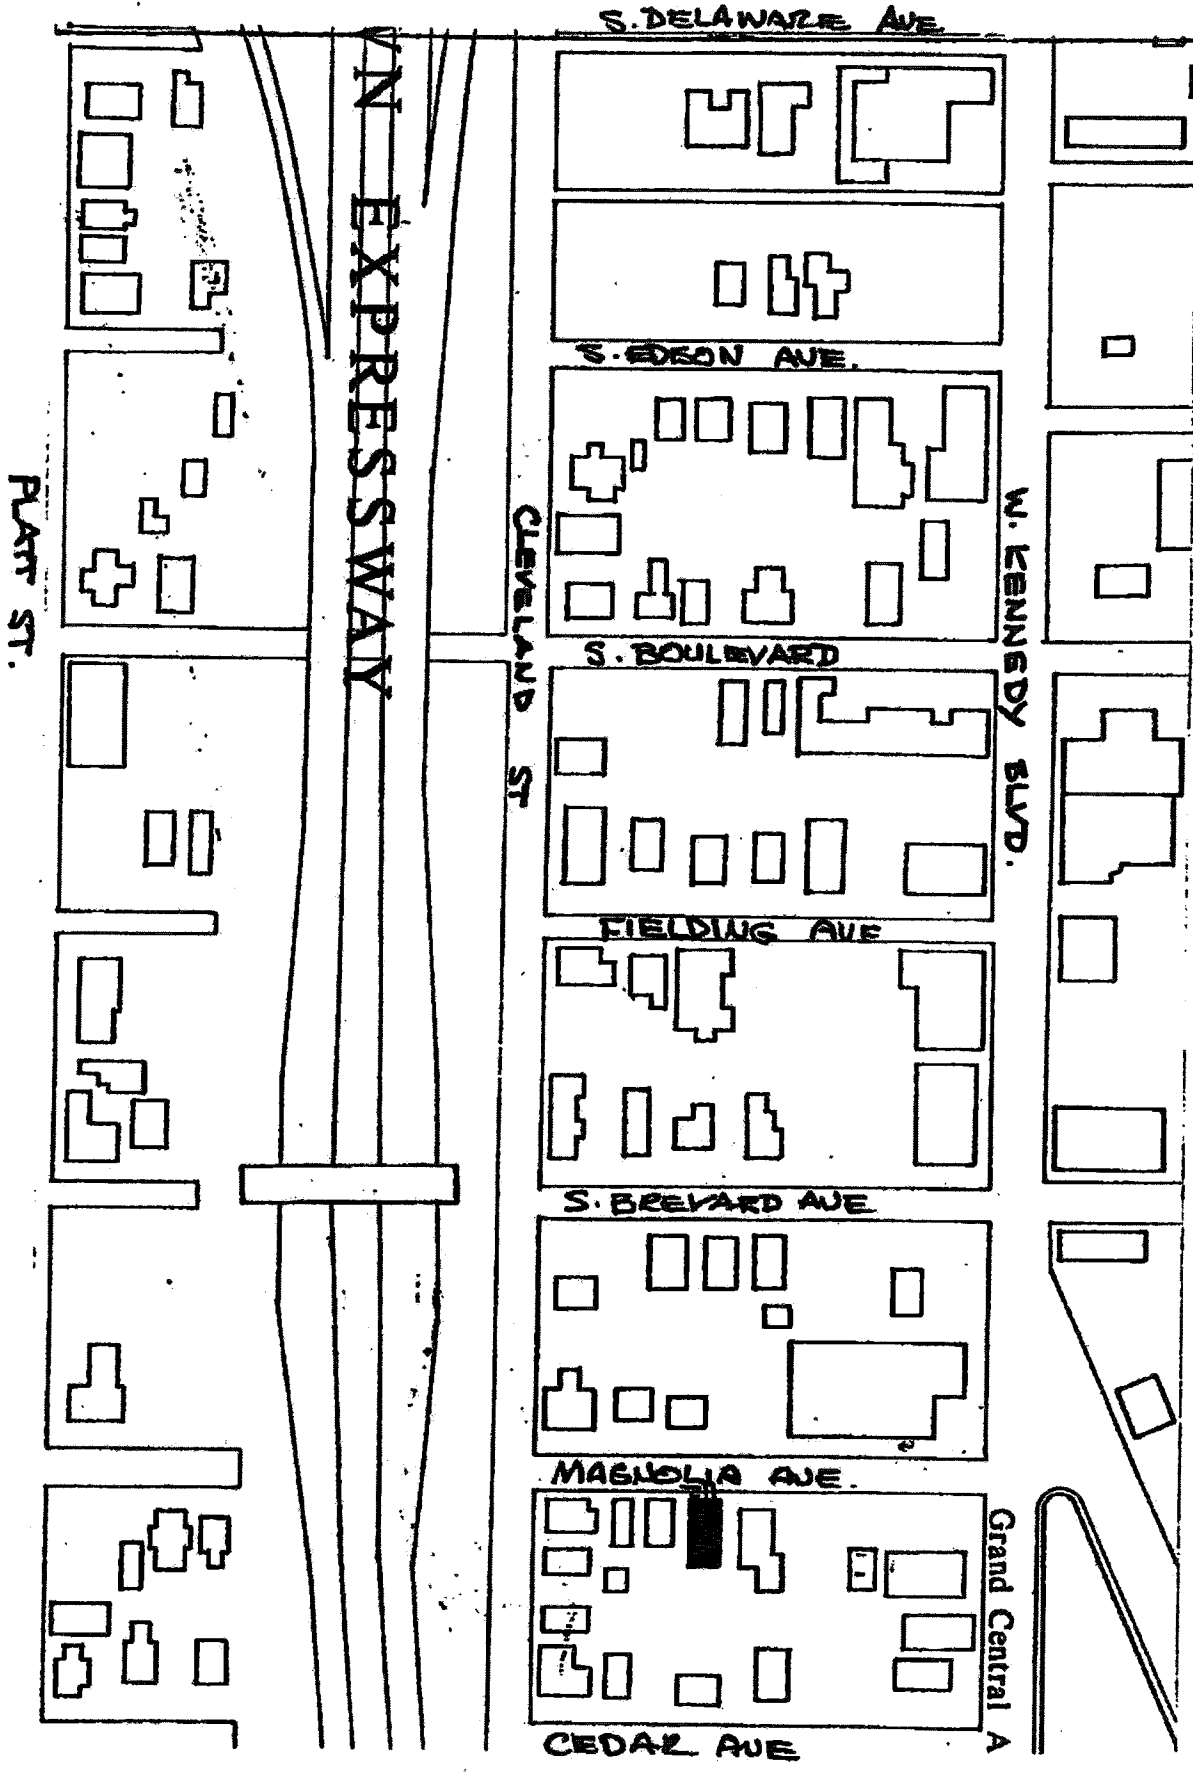 S. DELAWARE AVE
VN EXPRESSWAY
S. EDISON AVE.
PLATT ST.
CLEVELAND ST
W. KENNEDY BLVD.
S. BOULEVARD
FIELDING AVE
S. BREVARD AVE
MAGNOLIA AVE.
Grand Central A
CEDAR AVE